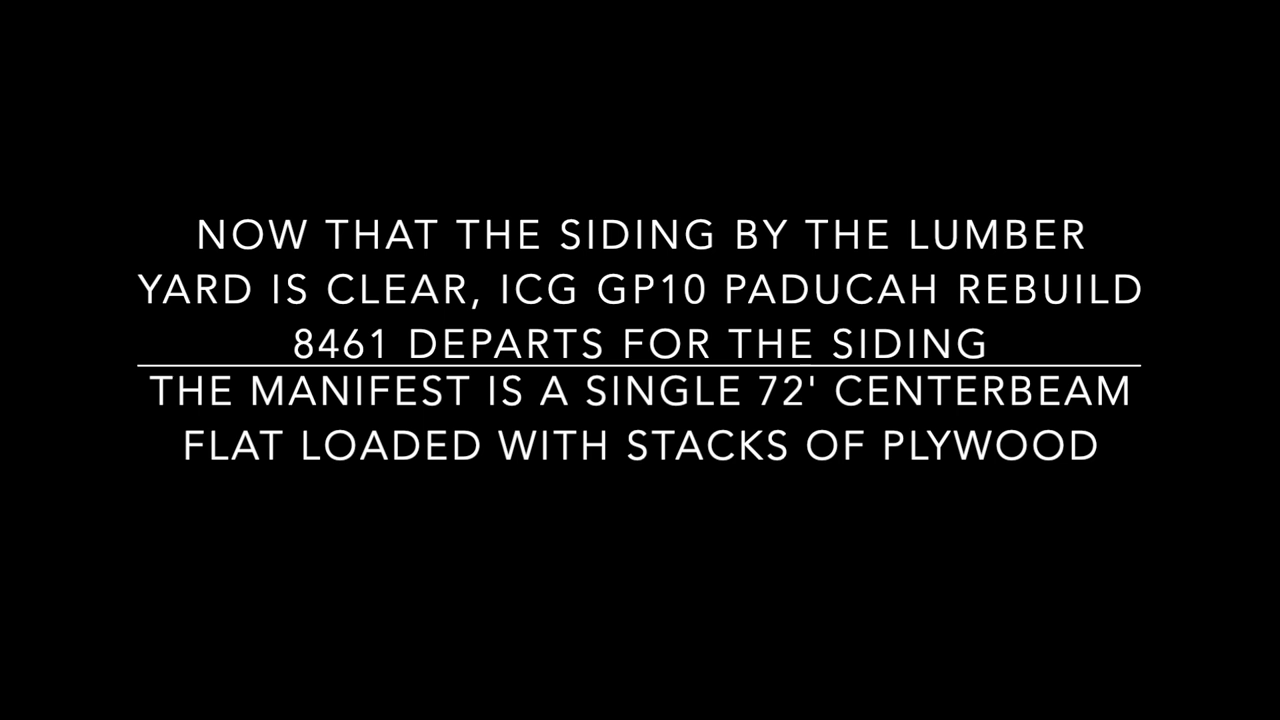 NOW THAT THE SIDING BY THE LUMBER
YARD IS CLEAR, ICG GP10 PADUCAH REBUILD
8461 DEPARTS FOR THE SIDING
THE MANIFEST IS A SINGLE 72' CENTERBEAM
FLAT LOADED WITH STACKS OF PLYWOOD